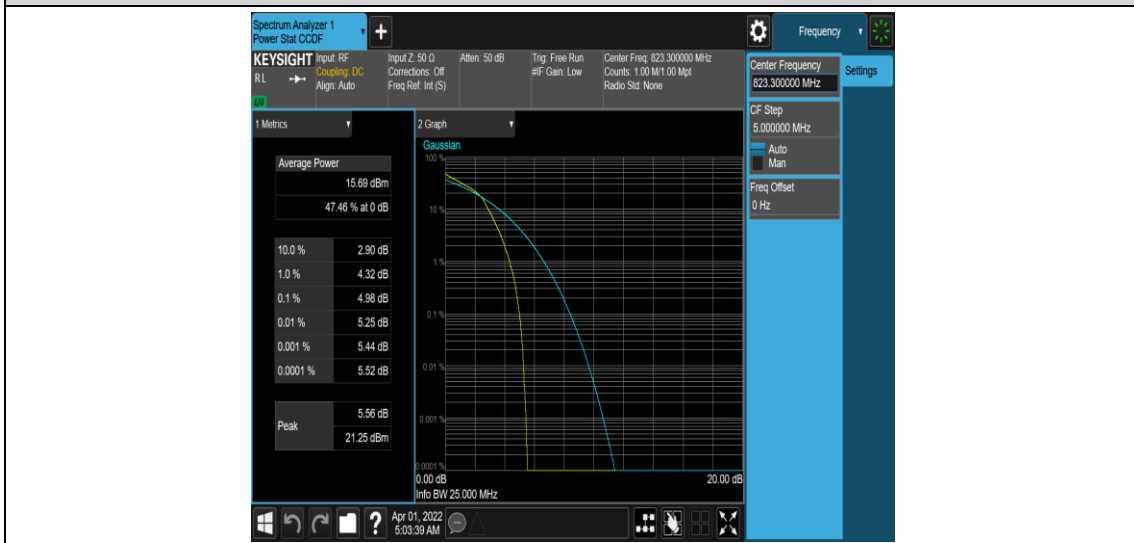 Spectrum Analyzer 1
Power Stat CCDF
+
Frequency
KEYSIGHT
RL
LXI
Input: RF
Coupling: DC
Align: Auto
Input Z: 50 Ω
Corrections: Off
Freq Ref: Int (S)
Atten: 50 dB
Trig: Free Run
#IF Gain: Low
Center Freq: 823.300000 MHz
Counts: 1.00 M/1.00 Mpt
Radio Std: None
Center Frequency
823.300000 MHz
Settings
CF Step
5.000000 MHz
Auto
Man
Freq Offset
0 Hz
1 Metrics
Average Power
15.69 dBm
47.46 % at 0 dB
10.0 % 2.90 dB
1.0 % 4.32 dB
0.1 % 4.98 dB
0.01 % 5.25 dB
0.001 % 5.44 dB
0.0001 % 5.52 dB
Peak
5.56 dB
21.25 dBm
2 Graph
Gaussian
100 %
10 %
1 %
0.1 %
0.01 %
0.001 %
0.0001 %
0.00 dB 20.00 dB
Info BW 25.000 MHz
?
Apr 01, 2022
5:03:39 AM